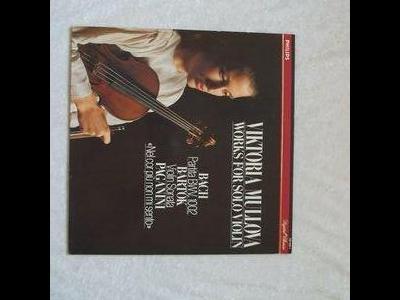 PHILIPS
VIKTORIA MULLOVA
WORKS FOR SOLO VIOLIN
BACH
Partita BWV 1002
BARTÓK
Violin Sonata
PAGANINI
»Nel cor più non mi sento«